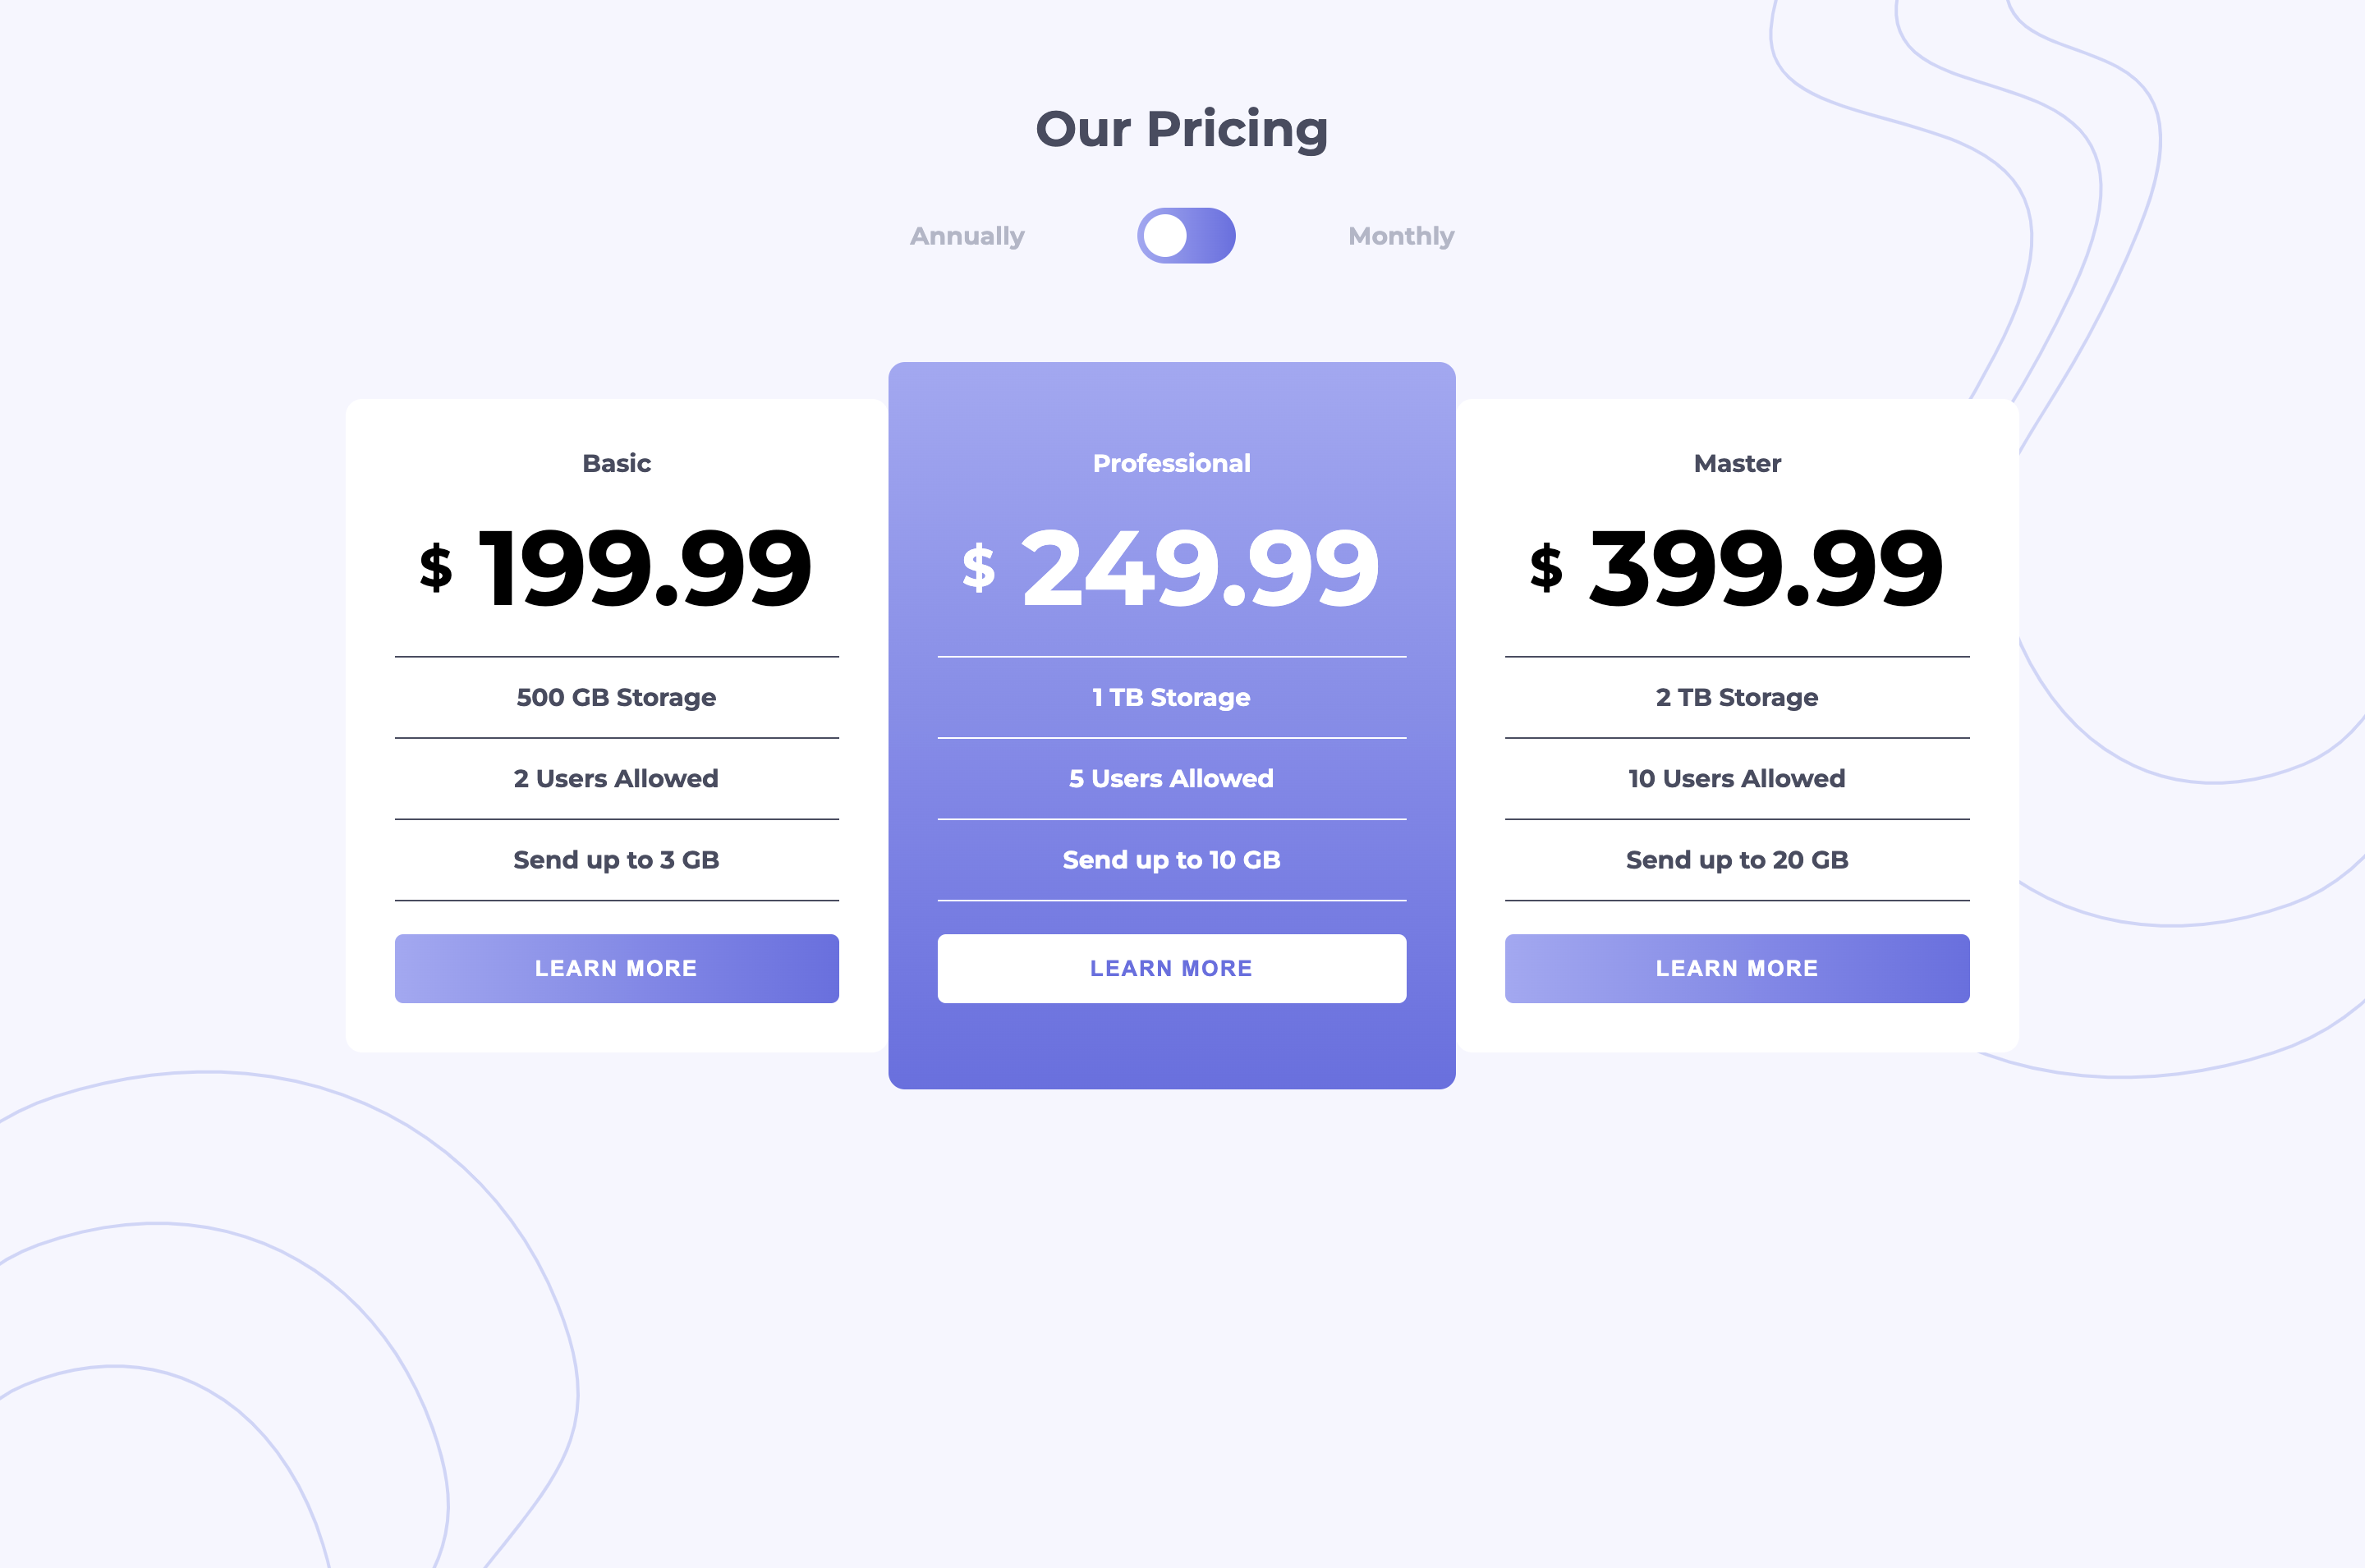 Our Pricing
Annually
Monthly
Basic
$ 199.99
500 GB Storage
2 Users Allowed
Send up to 3 GB
LEARN MORE
Professional
$ 249.99
1 TB Storage
5 Users Allowed
Send up to 10 GB
LEARN MORE
Master
$ 399.99
2 TB Storage
10 Users Allowed
Send up to 20 GB
LEARN MORE